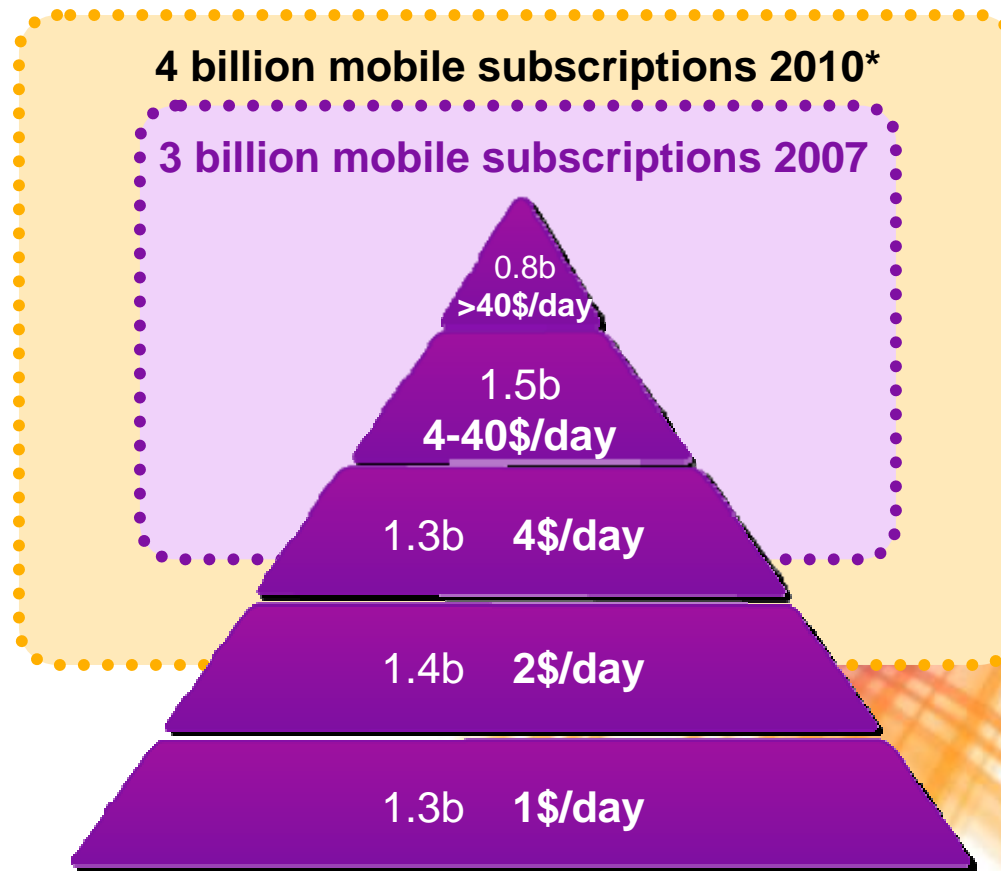 4 billion mobile subscriptions 2010*
3 billion mobile subscriptions 2007
0.8b
>40$/day
1.5b
4-40$/day
1.3b 4$/day
1.4b 2$/day
1.3b 1$/day